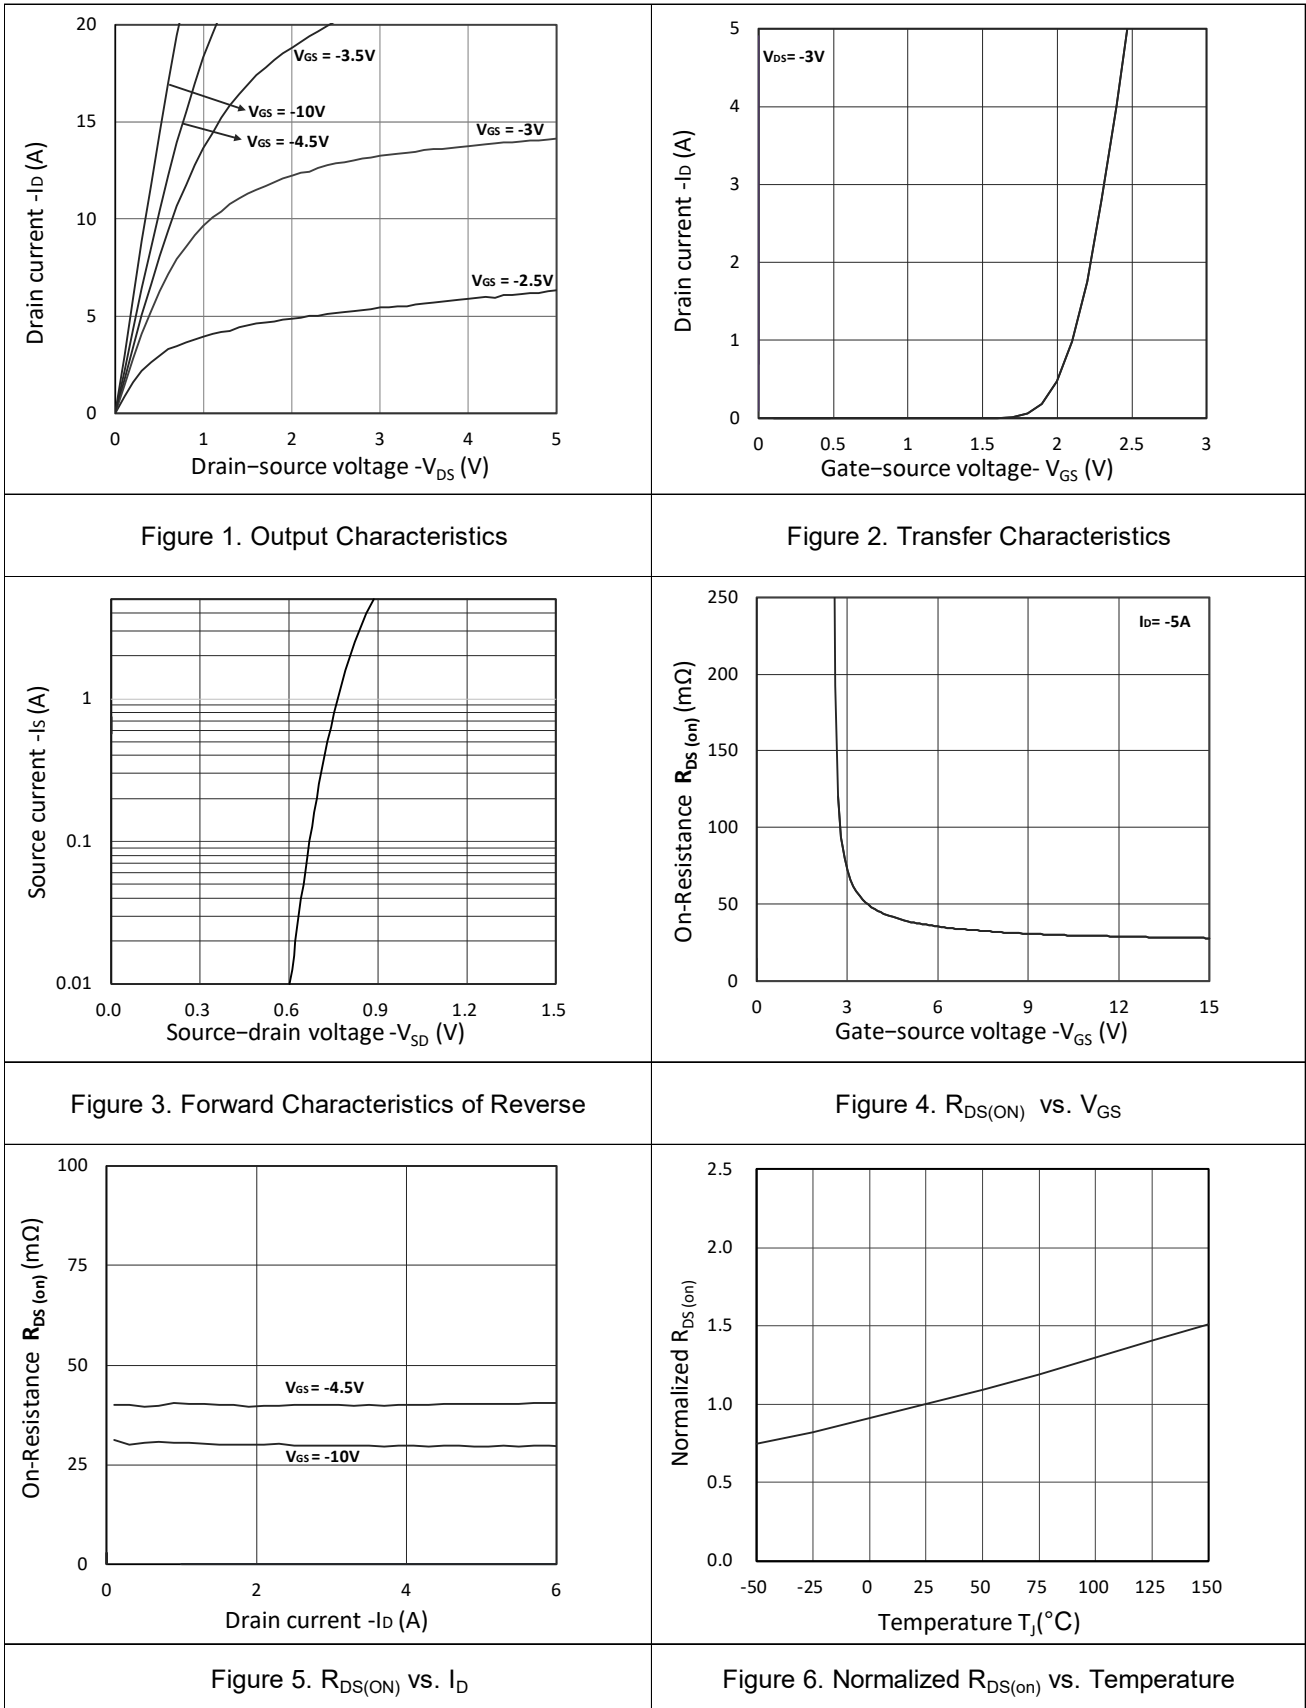 20
15
10
5
0
0 1 2 3 4 5
Drain current -ID (A)
VGS = -3.5V
VGS = -10V
VGS = -4.5V
VGS = -3V
VGS = -2.5V
Drain−source voltage -VDS (V)
Figure 1. Output Characteristics
5
4
3
2
1
0
0 0.5 1 1.5 2 2.5 3
Drain current -ID (A)
VDS= -3V
Gate−source voltage- VGS (V)
Figure 2. Transfer Characteristics
1
0.1
0.01
0.0 0.3 0.6 0.9 1.2 1.5
Source current -IS (A)
Source−drain voltage -VSD (V)
Figure 3. Forward Characteristics of Reverse
250
200
150
100
50
0
0 3 6 9 12 15
On-Resistance RDS (on) (mΩ)
ID= -5A
Gate−source voltage -VGS (V)
Figure 4. RDS(ON) vs. VGS
100
75
50
25
0
0 2 4 6
On-Resistance RDS (on) (mΩ)
VGS = -4.5V
VGS = -10V
Drain current -ID (A)
Figure 5. RDS(ON) vs. ID
2.5
2.0
1.5
1.0
0.5
0.0
-50 -25 0 25 50 75 100 125 150
Normalized RDS (on)
Temperature TJ(°C)
Figure 6. Normalized RDS(on) vs. Temperature